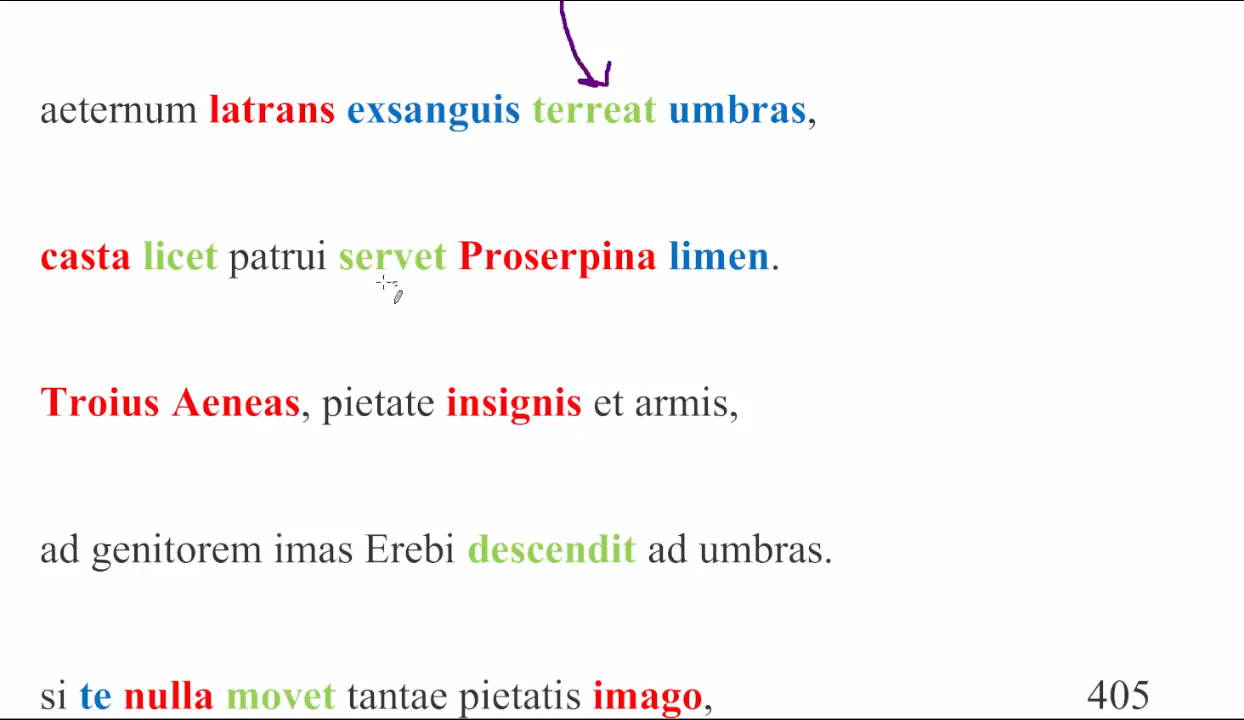 aeternum latrans exsanguis terreat umbras,
casta licet patrui servet Proserpina limen.
Troius Aeneas, pietate insignis et armis,
ad genitorem imas Erebi descendit ad umbras.
si te nulla movet tantae pietatis imago, 405